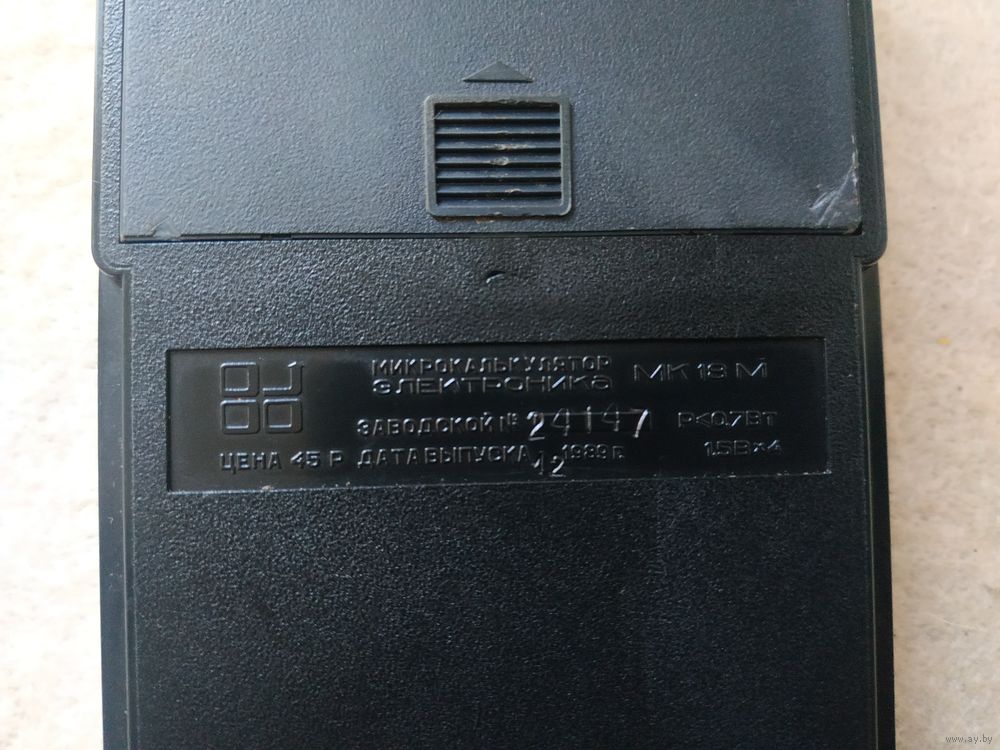 МИКРОКАЛЬКУЛЯТОР
ЭЛЕКТРОНИКА МК 18 М
ЗАВОДСКОЙ № 24147 Р<0,7Вт
ЦЕНА 45 Р ДАТА ВЫПУСКА 12 1989 г. 1,5В×4
www.ay.by